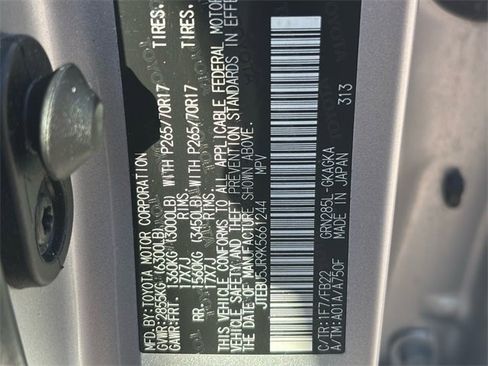 MFD.BY:TOYOTA MOTOR CORPORATION
GVWR:2855KG(6300LB)
GAWR:FRT. 1360KG (3000LB) WITH P265/70R17 TIRES,
17X7J RIMS,
RR. 1560KG (3450LB) WITH P265/70R17 TIRES,
17X7J RIMS,
THIS VEHICLE CONFORMS TO ALL APPLICABLE FEDERAL MOTOR
VEHICLE SAFETY AND THEFT PREVENTION STANDARDS IN EFFECT
ON THE DATE OF MANUFACTURE SHOWN ABOVE.
JTEBU5JR9K5661244 MPV
C/TR:1F7/FB22 GRN285L-GKAGKA
A/TM:A01A/A750F MADE IN JAPAN
313